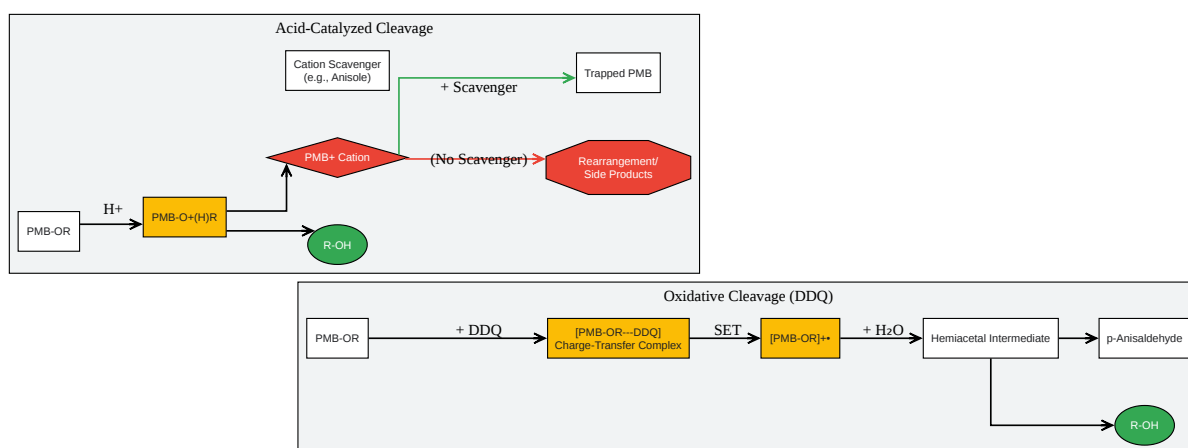 Acid-Catalyzed Cleavage
Cation Scavenger
(e.g., Anisole)
Trapped PMB
+ Scavenger
PMB+ Cation
(No Scavenger)
Rearrangement/
Side Products
H+
PMB-OR
PMB-O+(H)R
R-OH
Oxidative Cleavage (DDQ)
PMB-OR
+ DDQ
[PMB-OR---DDQ]
Charge-Transfer Complex
SET
[PMB-OR]+•
+ H₂O
Hemiacetal Intermediate
p-Anisaldehyde
R-OH